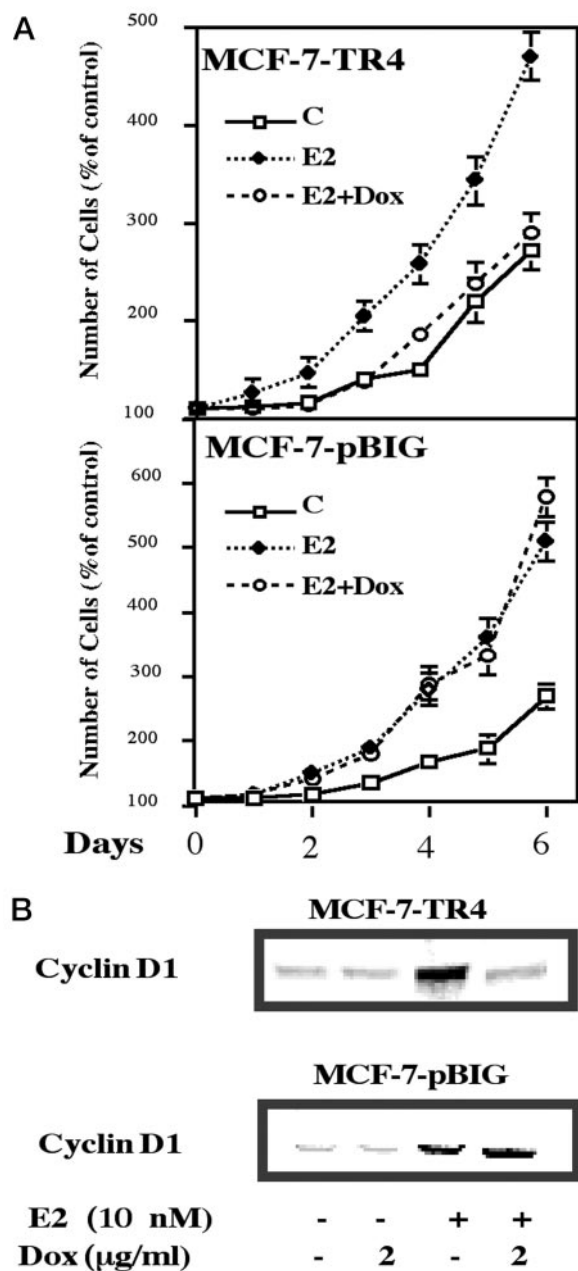 A
MCF-7-TR4
C
E2
E2+Dox
Number of Cells (% of control)
500
400
300
200
100
MCF-7-pBIG
C
E2
E2+Dox
Number of Cells (% of control)
600
500
400
300
200
100
Days 0 2 4 6
B
MCF-7-TR4
Cyclin D1
MCF-7-pBIG
Cyclin D1
E2 (10 nM) - - + +
Dox (μg/ml) - 2 - 2